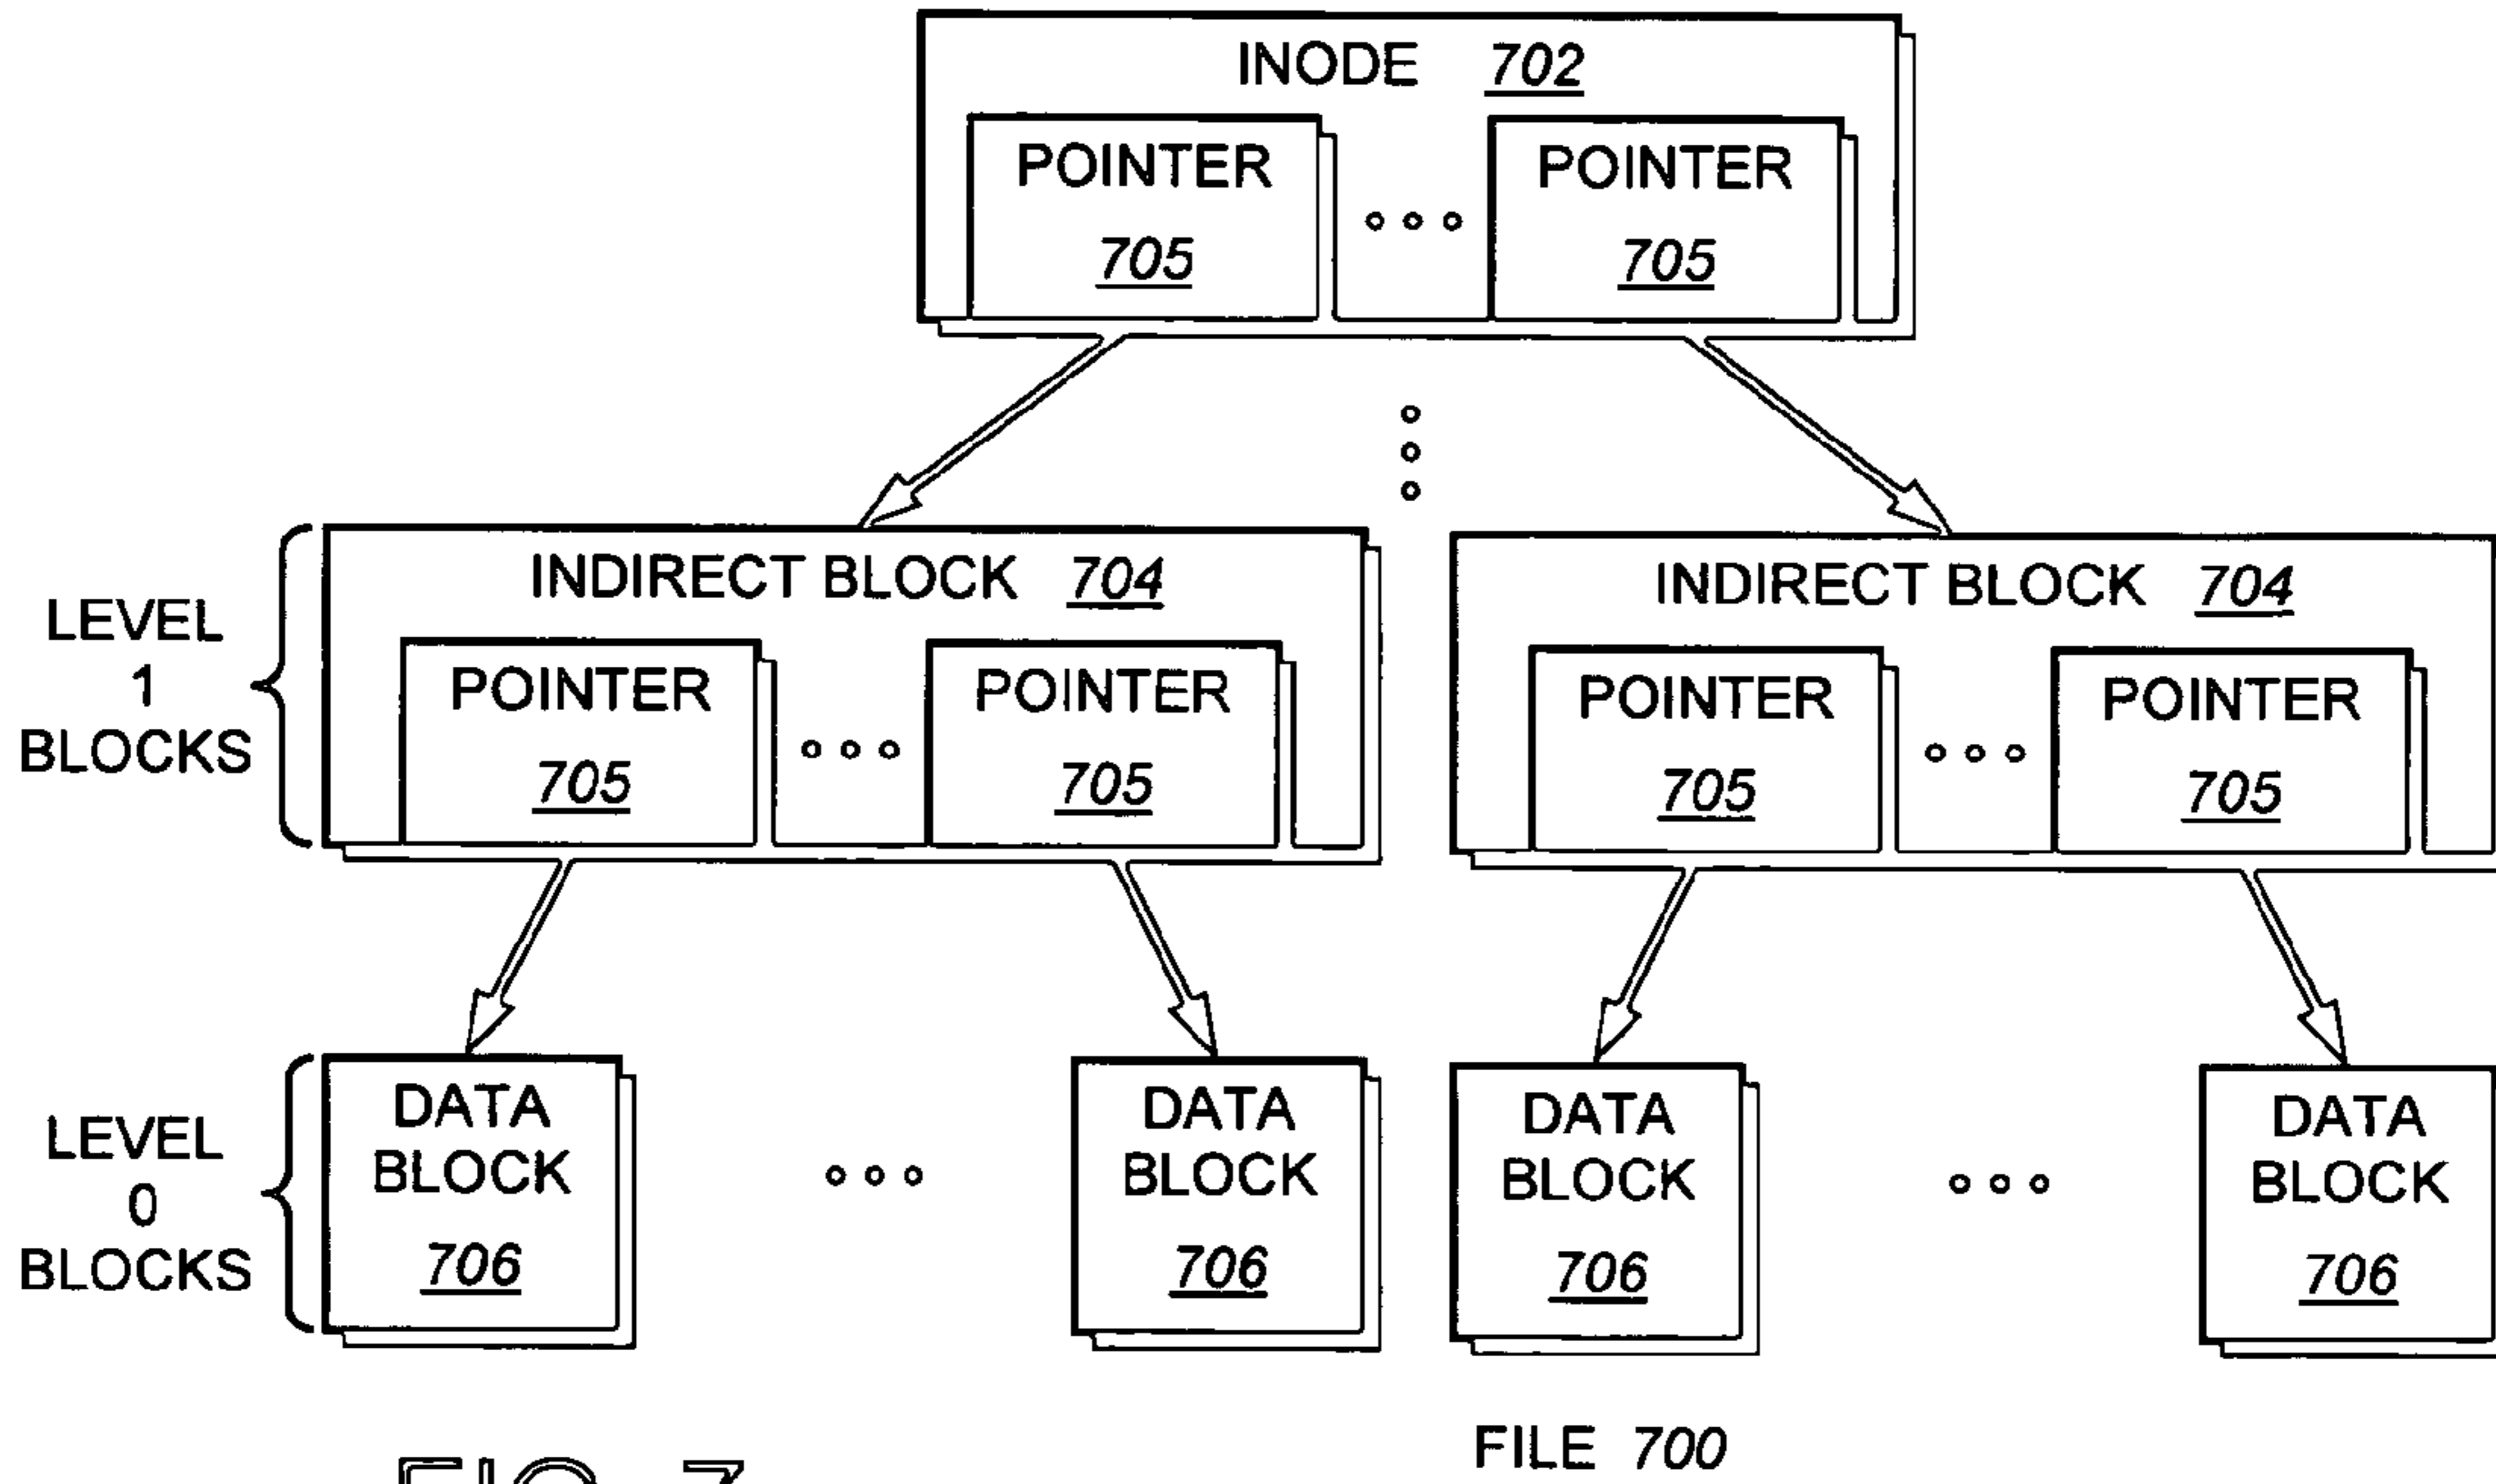 INODE 702
POINTER POINTER
705 705
INDIRECT BLOCK 704 INDIRECT BLOCK 704
LEVEL
1
BLOCKS
POINTER POINTER POINTER POINTER
705 705 705 705
LEVEL
0
BLOCKS
DATA
BLOCK
706
DATA
BLOCK
706
DATA
BLOCK
706
DATA
BLOCK
706
FILE 700
FIG. 7